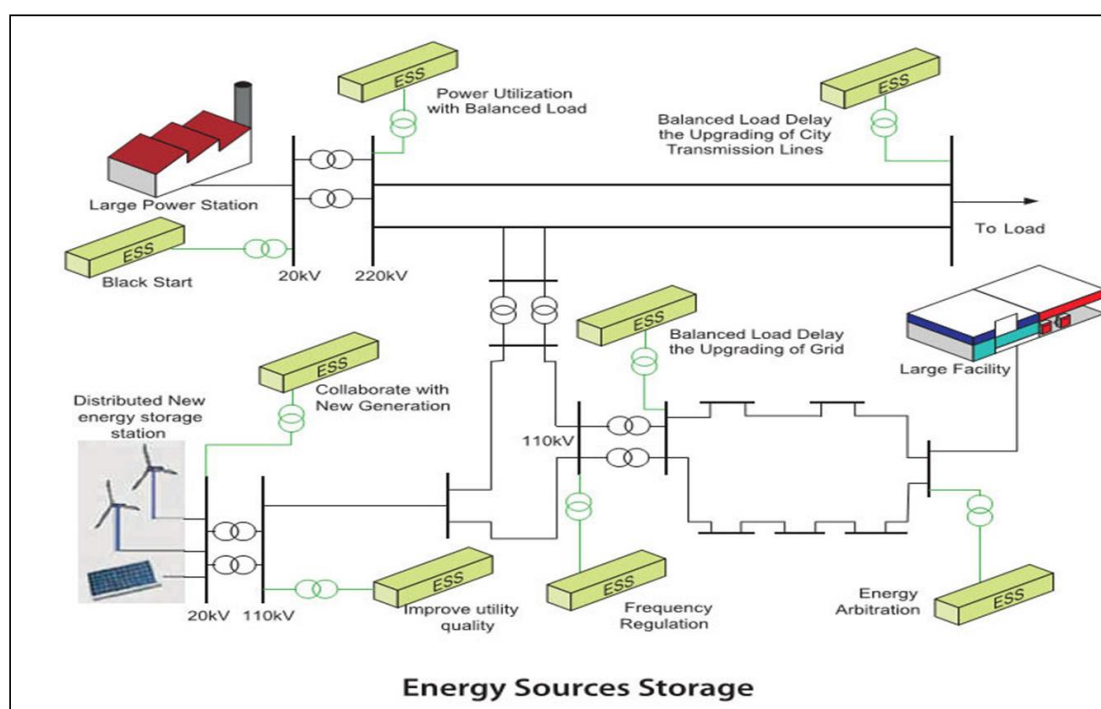 ESS
Power Utilization
with Balanced Load
ESS
Balanced Load Delay
the Upgrading of City
Transmission Lines
Large Power Station
To Load
ESS
Black Start
20kV
220kV
ESS
Balanced Load Delay
the Upgrading of Grid
Large Facility
ESS
Collaborate with
New Generation
Distributed New
energy storage
station
110kV
20kV
110kV
ESS
Improve utility
quality
ESS
Frequency
Regulation
ESS
Energy
Arbitration
Energy Sources Storage